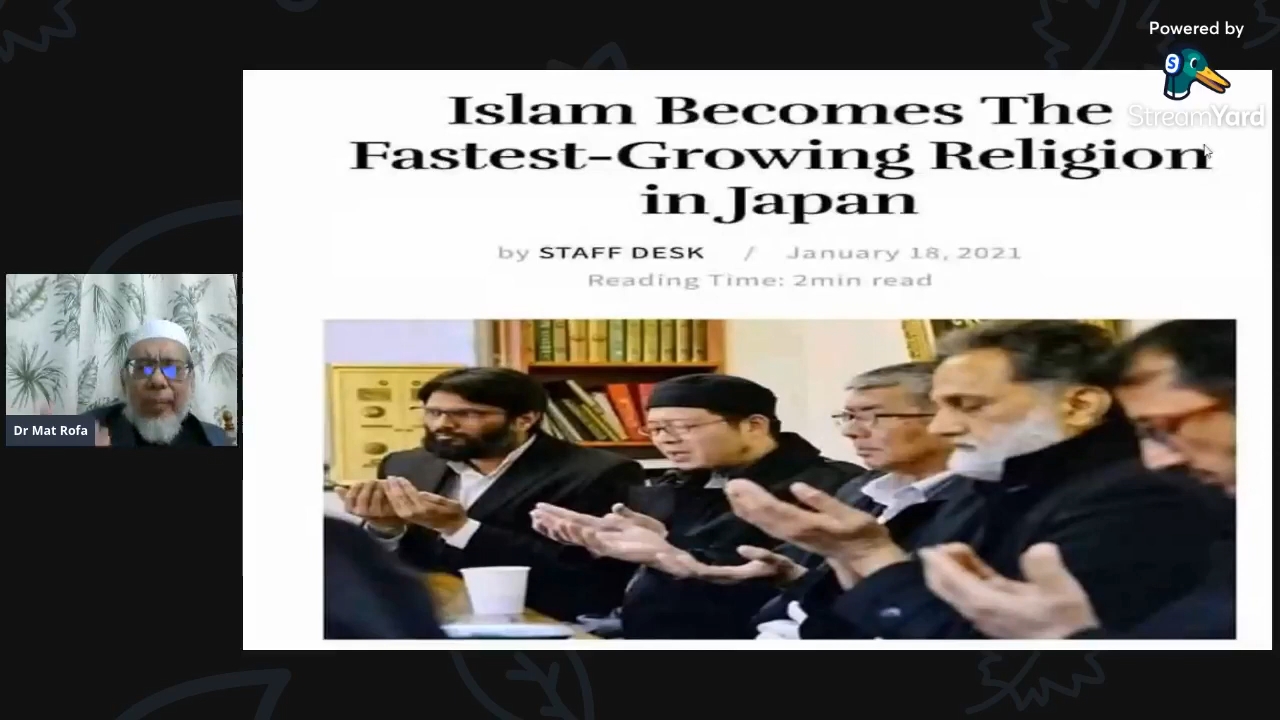 Powered by
StreamYard
Islam Becomes The
Fastest-Growing Religion
in Japan
by STAFF DESK / January 18, 2021
Reading Time: 2min read
Dr Mat Rofa